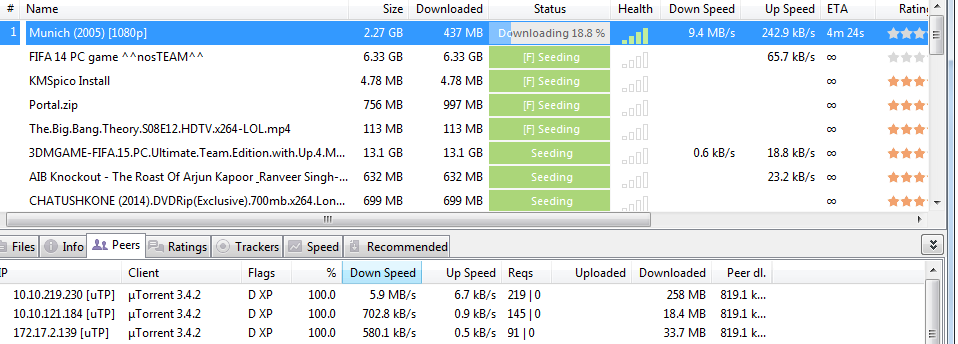 # Name Size Downloaded Status Health Down Speed Up Speed ETA
1 Munich (2005) [1080p] 2.27 GB 437 MB Downloading 18.8 % 9.4 MB/s 242.9 kB/s 4m 24s
FIFA 14 PC game ^^nosTEAM^^ 6.33 GB 6.33 GB [F] Seeding 65.7 kB/s ∞
KMSpico Install 4.78 MB 4.78 MB [F] Seeding ∞
Portal.zip 756 MB 997 MB [F] Seeding ∞
The.Big.Bang.Theory.S08E12.HDTV.x264-LOL.mp4 113 MB 113 MB [F] Seeding ∞
3DMGAME-FIFA.15.PC.Ultimate.Team.Edition.with.Up.4.M... 13.1 GB 13.1 GB Seeding 0.6 kB/s 18.8 kB/s ∞
AIB Knockout - The Roast Of Arjun Kapoor _Ranveer Singh-... 632 MB 632 MB Seeding 23.2 kB/s ∞
CHATUSHKONE (2014).DVDRip(Exclusive).700mb.x264.Lon... 699 MB 699 MB Seeding ∞
Files Info Peers Ratings Trackers Speed Recommended
IP Client Flags % Down Speed Up Speed Reqs Uploaded Downloaded Peer dl.
10.10.219.230 [uTP] µTorrent 3.4.2 D XP 100.0 5.9 MB/s 6.7 kB/s 219 | 0 258 MB 819.1 k...
10.10.121.184 [uTP] µTorrent 3.4.2 D XP 100.0 702.8 kB/s 0.9 kB/s 145 | 0 18.4 MB 819.1 k...
172.17.2.139 [uTP] µTorrent 3.4.2 D XP 100.0 580.1 kB/s 0.5 kB/s 91 | 0 33.7 MB 819.1 k...